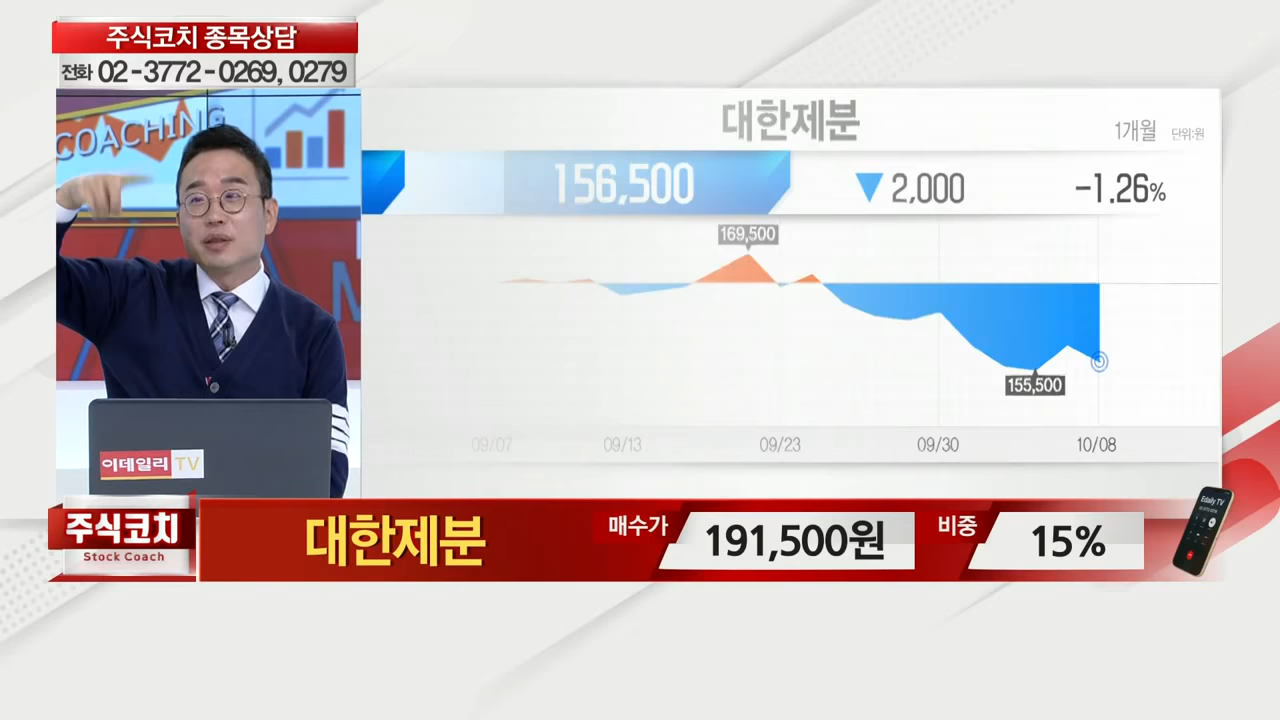 주식코치 종목상담
전화 02-3772-0269, 0279
COACHING
대한제분
1개월 단위:원
156,500 ▼ 2,000 -1.26%
169,500
155,500
09/07 09/13 09/23 09/30 10/08
이데일리 TV
주식코치
Stock Coach
대한제분
매수가 191,500원
비중 15%
Edaily TV